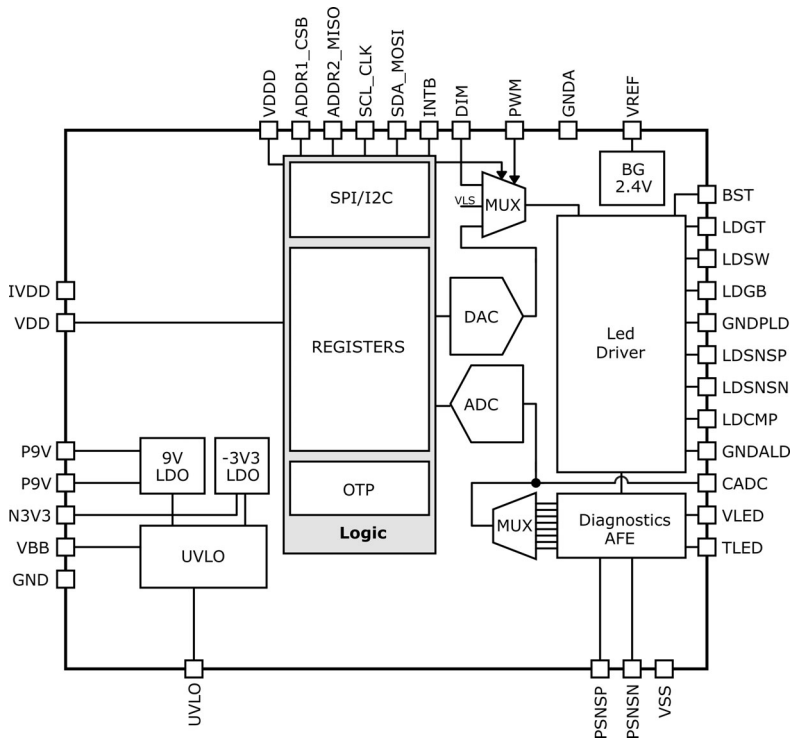 VDDD
ADDR1_CSB
ADDR2_MISO
SCL_CLK
SDA_MOSI
INTB
DIM
PWM
GNDA
VREF
SPI/I2C
VLS
MUX
BG
2.4V
BST
LDGT
LDSW
LDGB
GNDPLD
LDSNSP
LDSNSN
LDCMP
GNDALD
CADC
VLED
TLED
IVDD
VDD
REGISTERS
DAC
Led
Driver
ADC
P9V
P9V
N3V3
VBB
GND
9V
LDO
-3V3
LDO
OTP
Logic
UVLO
MUX
Diagnostics
AFE
UVLO
PSNSP
PSNSN
VSS